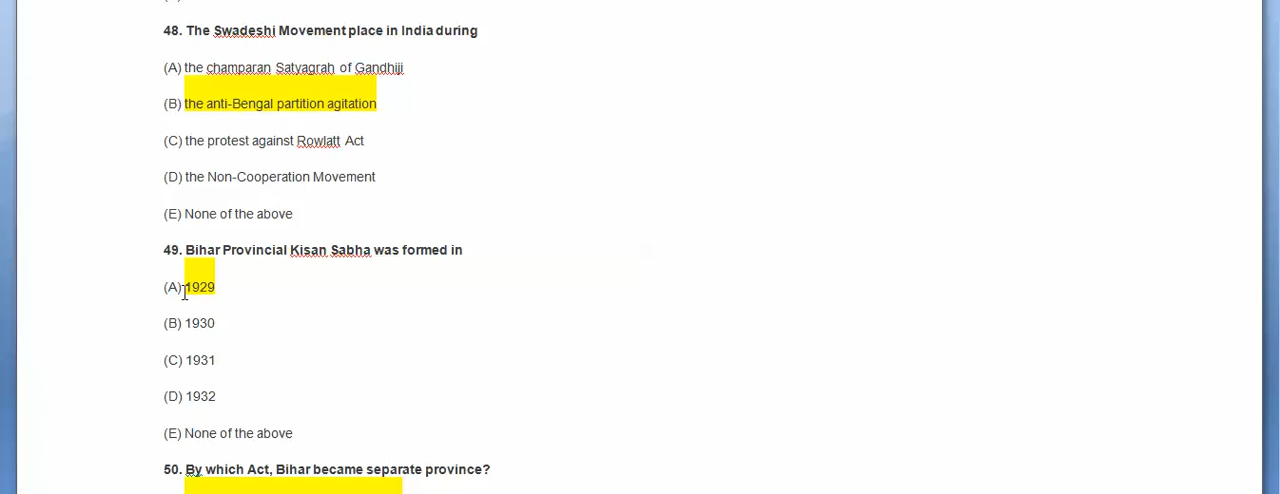 48. The Swadeshi Movement place in India during
(A) the champaran Satyagrah of Gandhiji
(B) the anti-Bengal partition agitation
(C) the protest against Rowlatt Act
(D) the Non-Cooperation Movement
(E) None of the above
49. Bihar Provincial Kisan Sabha was formed in
(A) 1929
(B) 1930
(C) 1931
(D) 1932
(E) None of the above
50. By which Act, Bihar became separate province?